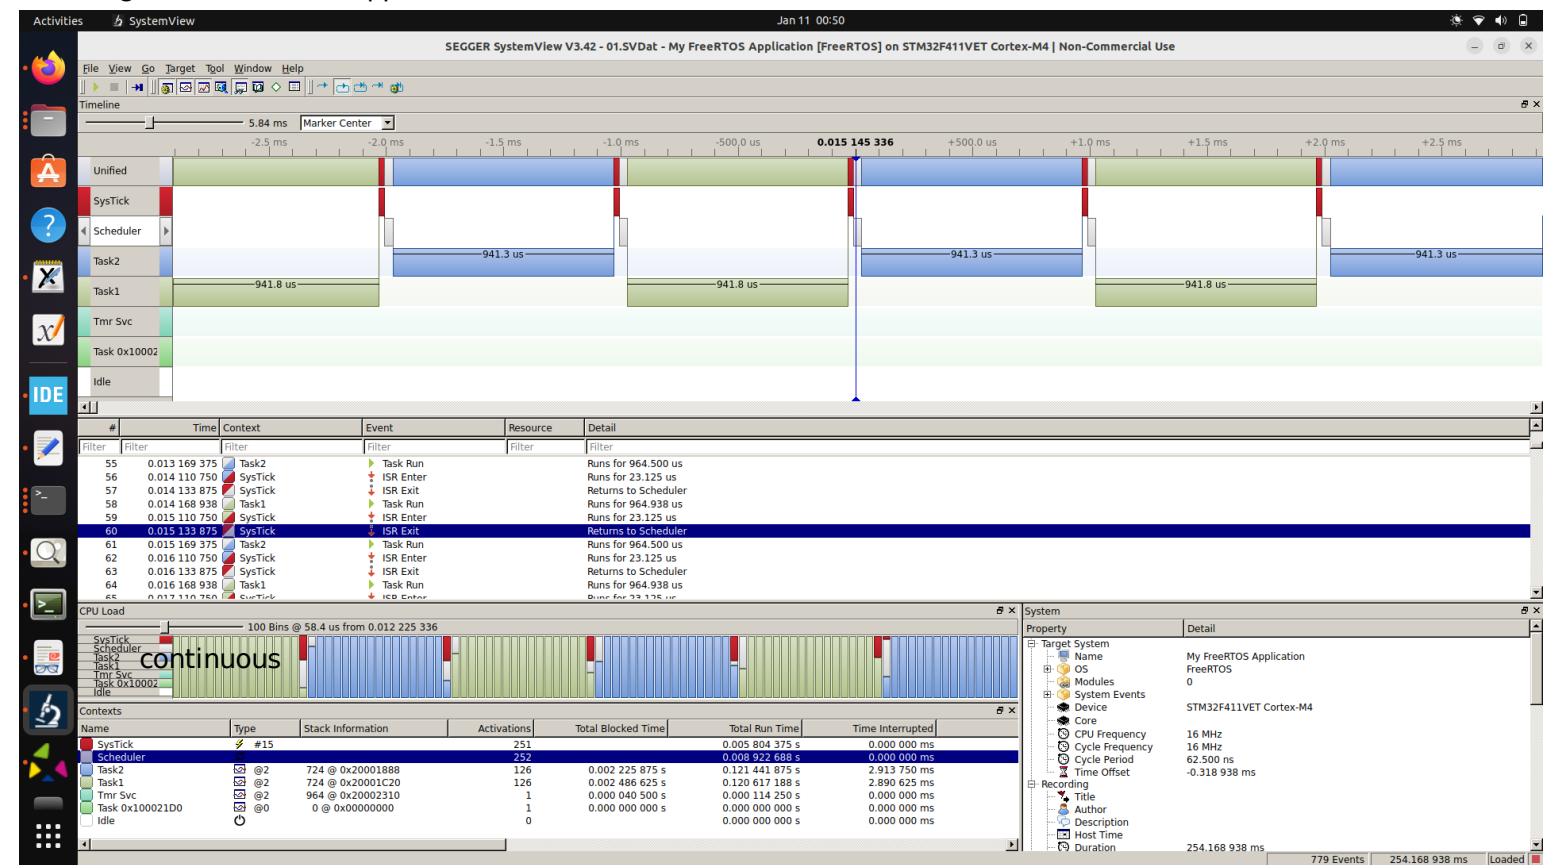 Activities SystemView Jan 11 00:50
SEGGER SystemView V3.42 - 01.SVDat - My FreeRTOS Application [FreeRTOS] on STM32F411VET Cortex-M4 | Non-Commercial Use
File View Go Target Tool Window Help
Timeline
5.84 ms Marker Center
-2.5 ms -2.0 ms -1.5 ms -1.0 ms -500.0 us 0.015 145 336 +500.0 us +1.0 ms +1.5 ms +2.0 ms +2.5 ms
Unified
SysTick
Scheduler
Task2 941.3 us 941.3 us 941.3 us
Task1 941.8 us 941.8 us 941.8 us
Tmr Svc
Task 0x10002
Idle
# Time Context Event Resource Detail
Filter Filter Filter Filter Filter Filter
55 0.013 169 375 Task2 Task Run Runs for 964.500 us
56 0.014 110 750 SysTick ISR Enter Runs for 23.125 us
57 0.014 133 875 SysTick ISR Exit Returns to Scheduler
58 0.014 168 938 Task1 Task Run Runs for 964.938 us
59 0.015 110 750 SysTick ISR Enter Runs for 23.125 us
60 0.015 133 875 SysTick ISR Exit Returns to Scheduler
61 0.015 169 375 Task2 Task Run Runs for 964.500 us
62 0.016 110 750 SysTick ISR Enter Runs for 23.125 us
63 0.016 133 875 SysTick ISR Exit Returns to Scheduler
64 0.016 168 938 Task1 Task Run Runs for 964.938 us
65 0.017 110 750 SysTick ISR Enter Runs for 23.125 us
CPU Load
100 Bins @ 58.4 us from 0.012 225 336
SysTick
Scheduler
Task2
Task1
Tmr Svc
Task 0x10002
Idle
continuous
Contexts
Name Type Stack Information Activations Total Blocked Time Total Run Time Time Interrupted
SysTick #15 251 0.005 804 375 s 0.000 000 ms
Scheduler 252 0.008 922 688 s 0.000 000 ms
Task2 @2 724 @ 0x20001888 126 0.002 225 875 s 0.121 441 875 s 2.913 750 ms
Task1 @2 724 @ 0x20001C20 126 0.002 486 625 s 0.120 617 188 s 2.890 625 ms
Tmr Svc @2 964 @ 0x20002310 1 0.000 040 500 s 0.000 114 250 s 0.000 000 ms
Task 0x100021D0 @0 0 @ 0x00000000 1 0.000 000 000 s 0.000 000 000 s 0.000 000 ms
Idle 0 0.000 000 000 s 0.000 000 ms
System
Property Detail
Target System
Name My FreeRTOS Application
OS FreeRTOS
Modules 0
System Events
Device STM32F411VET Cortex-M4
Core
CPU Frequency 16 MHz
Cycle Frequency 16 MHz
Cycle Period 62.500 ns
Time Offset -0.318 938 ms
Recording
Title
Author
Description
Host Time
Duration 254.168 938 ms
779 Events 254.168 938 ms Loaded
IDE